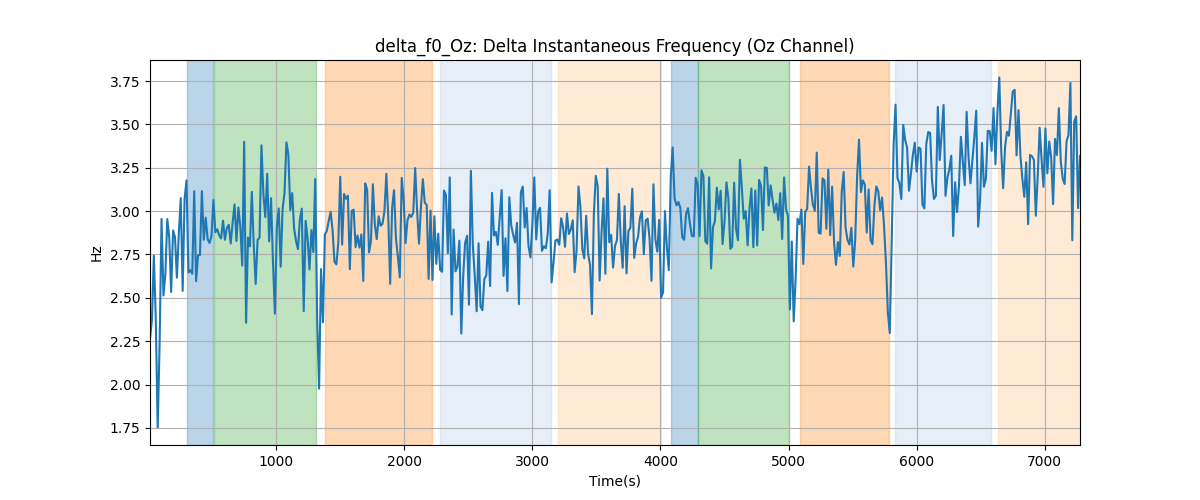 delta_f0_Oz: Delta Instantaneous Frequency (Oz Channel)
3.75
3.50
3.25
3.00
2.75
2.50
2.25
2.00
1.75
Hz
1000 2000 3000 4000 5000 6000 7000
Time(s)